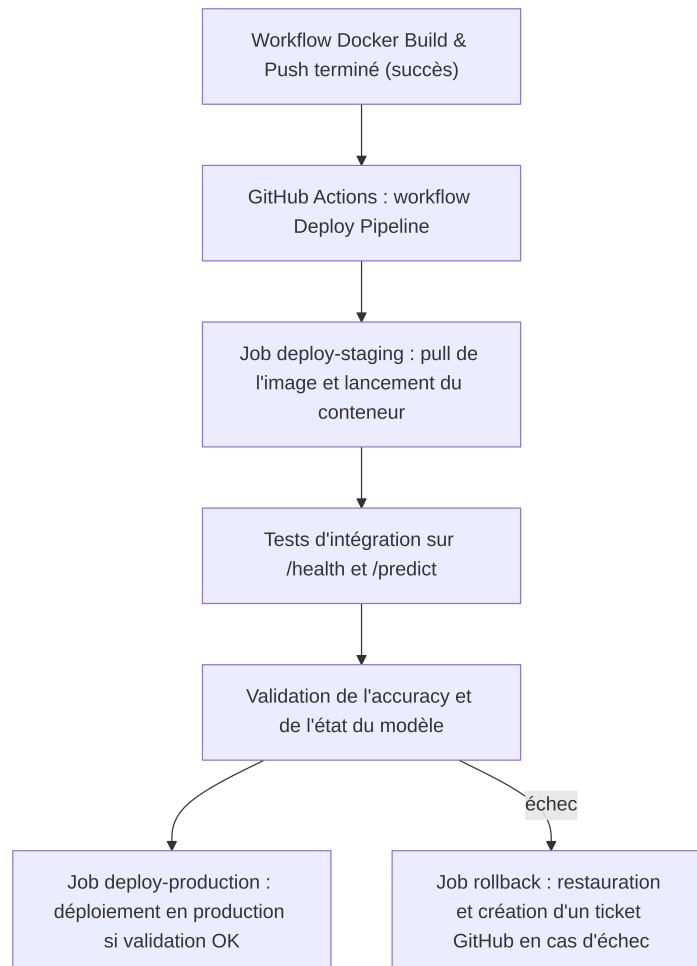 Workflow Docker Build &
Push terminé (succès)
GitHub Actions : workflow
Deploy Pipeline
Job deploy-staging : pull de
l'image et lancement du
conteneur
Tests d'intégration sur
/health et /predict
Validation de l'accuracy et
de l'état du modèle
échec
Job deploy-production :
déploiement en production
si validation OK
Job rollback : restauration
et création d'un ticket
GitHub en cas d'échec